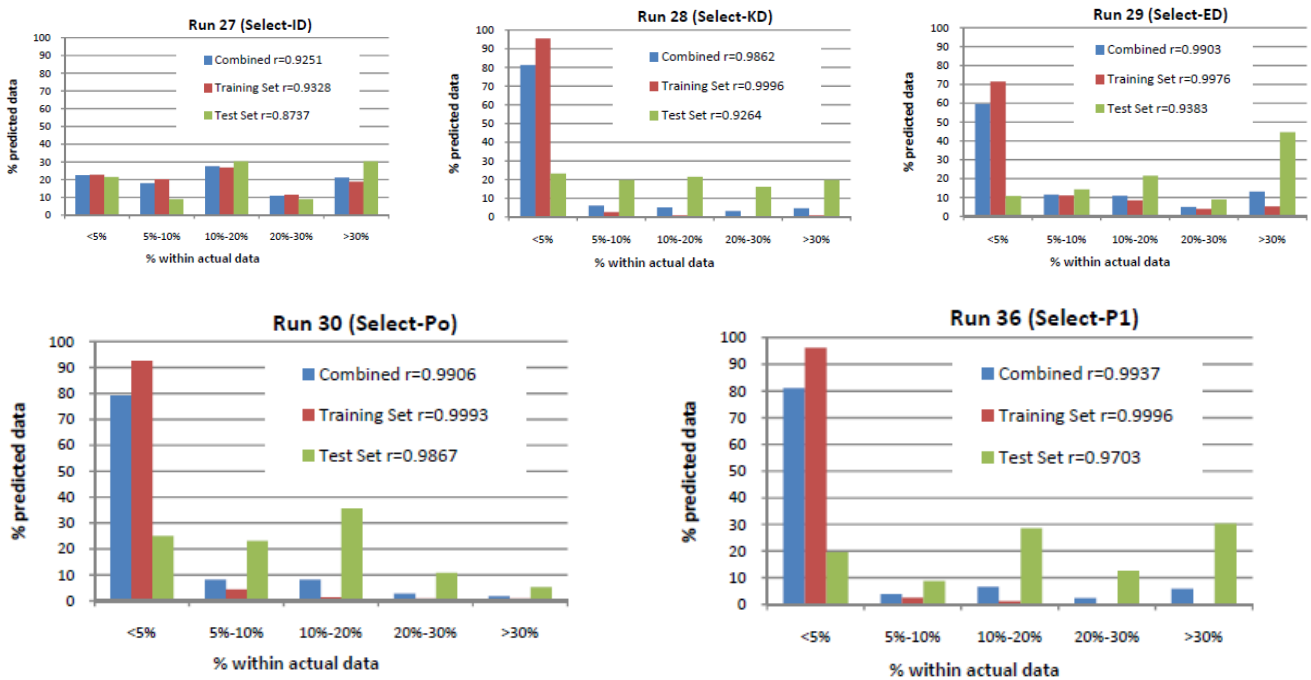 Run 27 (Select-ID)
100
90
80
70
60
50
40
30
20
10
0
% predicted data
Combined r=0.9251
Training Set r=0.9328
Test Set r=0.8737
<5% 5%-10% 10%-20% 20%-30% >30%
% within actual data
Run 28 (Select-KD)
100
90
80
70
60
50
40
30
20
10
0
% predicted data
Combined r=0.9862
Training Set r=0.9996
Test Set r=0.9264
<5% 5%-10% 10%-20% 20%-30% >30%
% within actual data
Run 29 (Select-ED)
100
90
80
70
60
50
40
30
20
10
0
% predicted data
Combined r=0.9903
Training Set r=0.9976
Test Set r=0.9383
<5% 5%-10% 10%-20% 20%-30% >30%
% within actual data
Run 30 (Select-Po)
100
90
80
70
60
50
40
30
20
10
0
% predicted data
Combined r=0.9906
Training Set r=0.9993
Test Set r=0.9867
<5% 5%-10% 10%-20% 20%-30% >30%
% within actual data
Run 36 (Select-P1)
100
90
80
70
60
50
40
30
20
10
0
% predicted data
Combined r=0.9937
Training Set r=0.9996
Test Set r=0.9703
<5% 5%-10% 10%-20% 20%-30% >30%
% within actual data